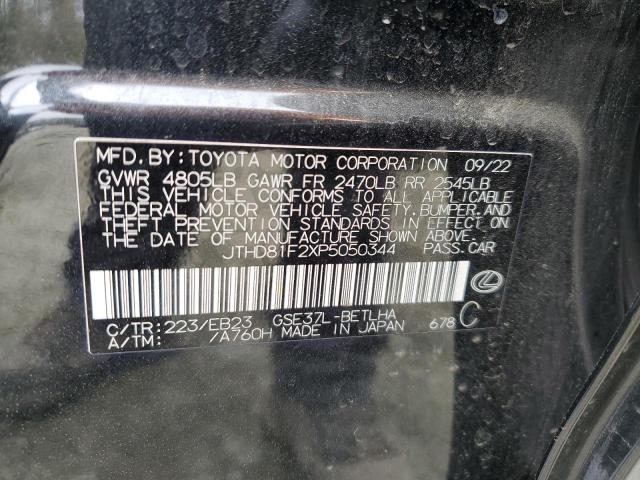 MFD. BY: TOYOTA MOTOR CORPORATION 09/22
GVWR 4805LB GAWR FR 2470LB RR 2545LB
THIS VEHICLE CONFORMS TO ALL APPLICABLE
FEDERAL MOTOR VEHICLE SAFETY, BUMPER, AND
THEFT PREVENTION STANDARDS IN EFFECT ON
THE DATE OF MANUFACTURE SHOWN ABOVE.
JTHD81F2XP5050344 PASS. CAR
C/TR: 223/EB23 GSE37L-BETLHA
A/TM: /A760H MADE IN JAPAN 678 C